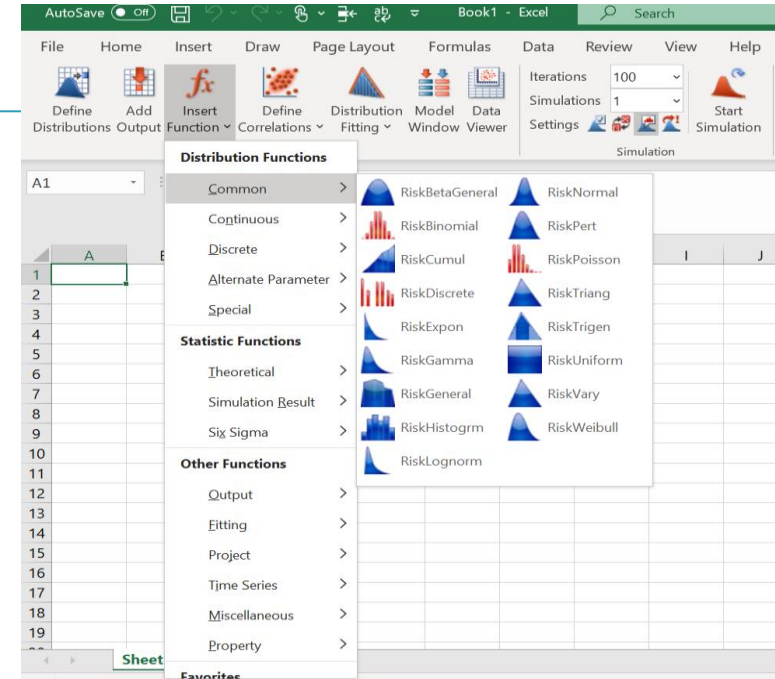 AutoSave Off Book1 - Excel Search
File Home Insert Draw Page Layout Formulas Data Review View Help
Define Distributions
Add Output
Insert Function
Define Correlations
Distribution Fitting
Model Window
Data Viewer
Iterations 100
Simulations 1
Settings
Start Simulation
Simulation
A1
A I J
Distribution Functions
Common
Continuous
Discrete
Alternate Parameter
Special
Statistic Functions
Theoretical
Simulation Result
Six Sigma
Other Functions
Output
Fitting
Project
Time Series
Miscellaneous
Property
Favorites
RiskBetaGeneral RiskNormal
RiskBinomial RiskPert
RiskCumul RiskPoisson
RiskDiscrete RiskTriang
RiskExpon RiskTrigen
RiskGamma RiskUniform
RiskGeneral RiskVary
RiskHistogrm RiskWeibull
RiskLognorm
1
2
3
4
5
6
7
8
9
10
11
12
13
14
15
16
17
18
19
Sheet